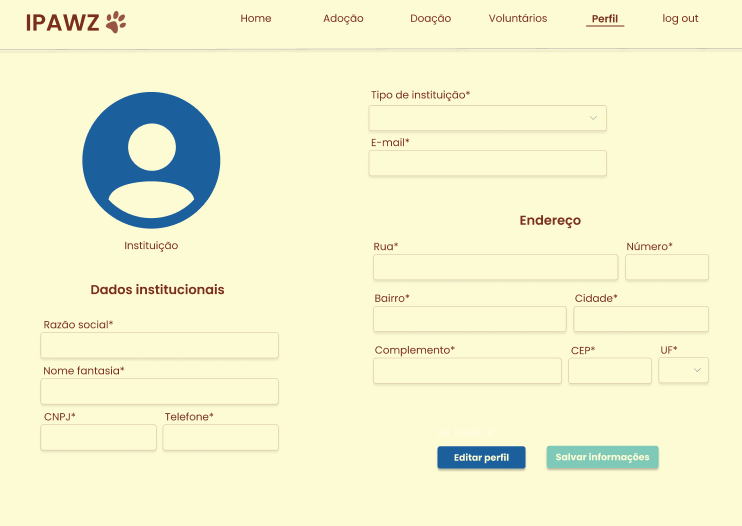 IPAWZ
Home Adoção Doação Voluntários Perfil log out
Instituição
Dados institucionais
Razão social*
Nome fantasia*
CNPJ* Telefone*
Tipo de instituição*
E-mail*
Endereço
Rua* Número*
Bairro* Cidade*
Complemento* CEP* UF*
Editar perfil Salvar informações